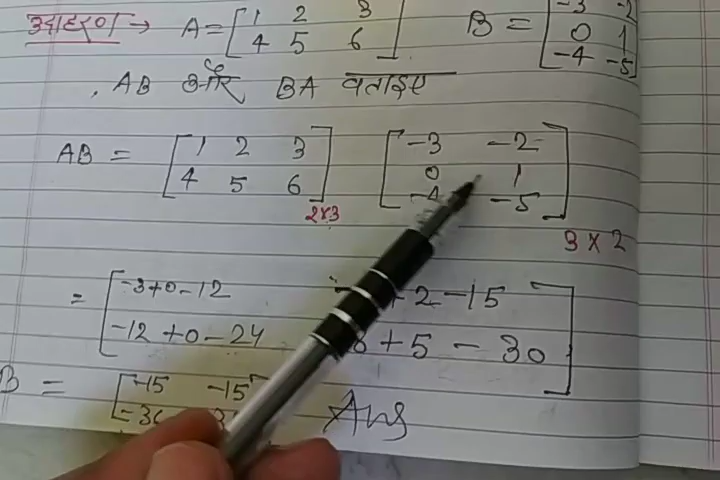 उदाहरण → A = [ 1 2 3 B = [ -3 -2
4 5 6 ] 0 1
-4 -5 ]
AB और BA बताइए
AB = [ 1 2 3 ] [ -3 -2 ]
4 5 6 0 1
2×3 -4 -5
3 × 2
= [ -3+0-12 +2-15 ]
-12+0-24 +5-30
B = [ -15 -15 ]
Ans